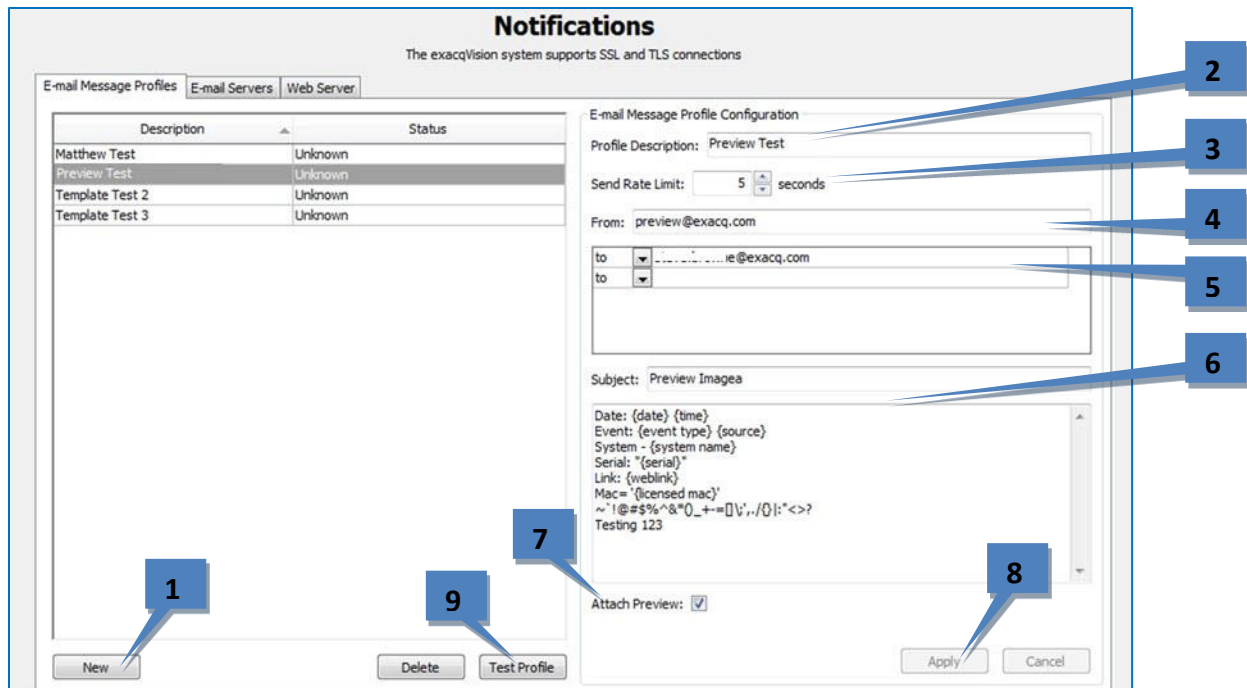 Notifications
The exacqVision system supports SSL and TLS connections
2
E-mail Message Profiles E-mail Servers Web Server
E-mail Message Profile Configuration
Description Status
Profile Description: Preview Test
Matthew Test Unknown
3
Preview Test Unknown
Send Rate Limit: 5 seconds
Template Test 2 Unknown
Template Test 3 Unknown
From: preview@exacq.com
4
to e@exacq.com
to
5
6
Subject: Preview Imagea
Date: {date} {time}
Event: {event type} {source}
System - {system name}
Serial: "{serial}"
Link: {weblink}
Mac= '{licensed mac}'
~`!@#$%^&*()_+-=[]\;',./{}|:"<>?
Testing 123
7
8
1
9
Attach Preview:
New Delete Test Profile Apply Cancel